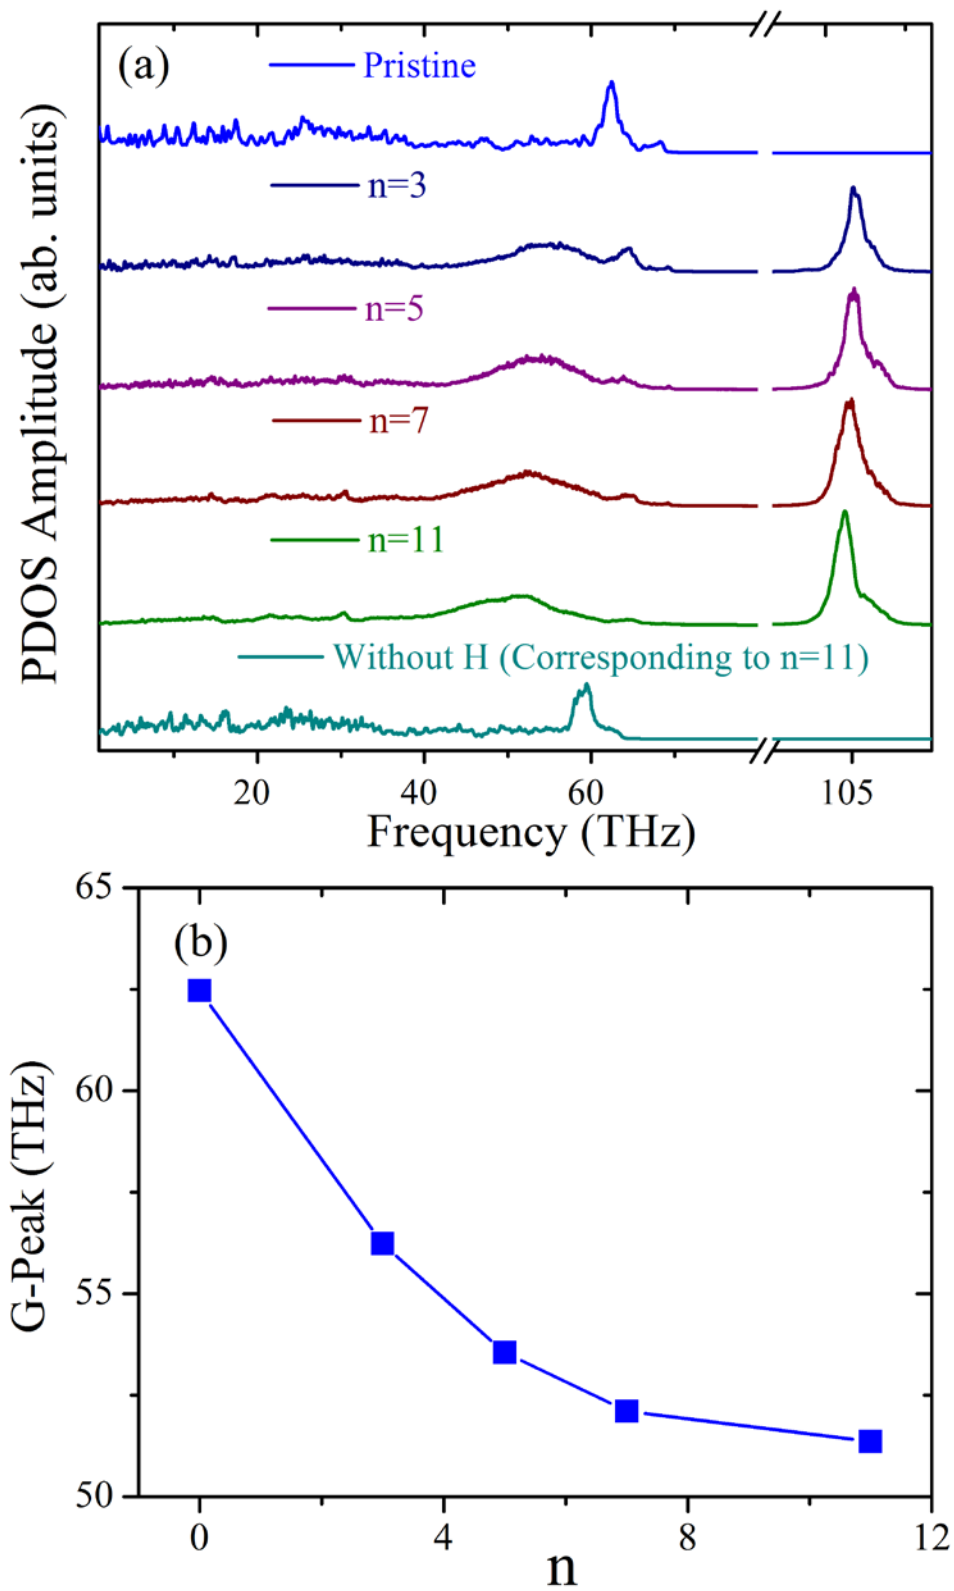 (a)
Pristine
n=3
n=5
n=7
n=11
Without H (Corresponding to n=11)
PDOS Amplitude (ab. units)
20 40 60 105
Frequency (THz)
(b)
65
60
55
50
G-Peak (THz)
0 4 8 12
n